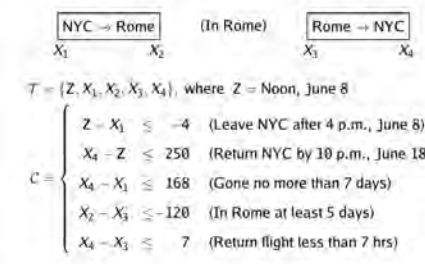 NYC → Rome (In Rome) Rome → NYC
X₁ X₂ X₃ X₄
𝒯 = {Z, X₁, X₂, X₃, X₄}, where Z = Noon, June 8
Z − X₁ ≤ −4 (Leave NYC after 4 p.m., June 8)
X₄ − Z ≤ 250 (Return NYC by 10 p.m., June 18
𝒞 = { X₄ − X₁ ≤ 168 (Gone no more than 7 days)
X₂ − X₃ ≤ −120 (In Rome at least 5 days)
X₄ − X₃ ≤ 7 (Return flight less than 7 hrs)